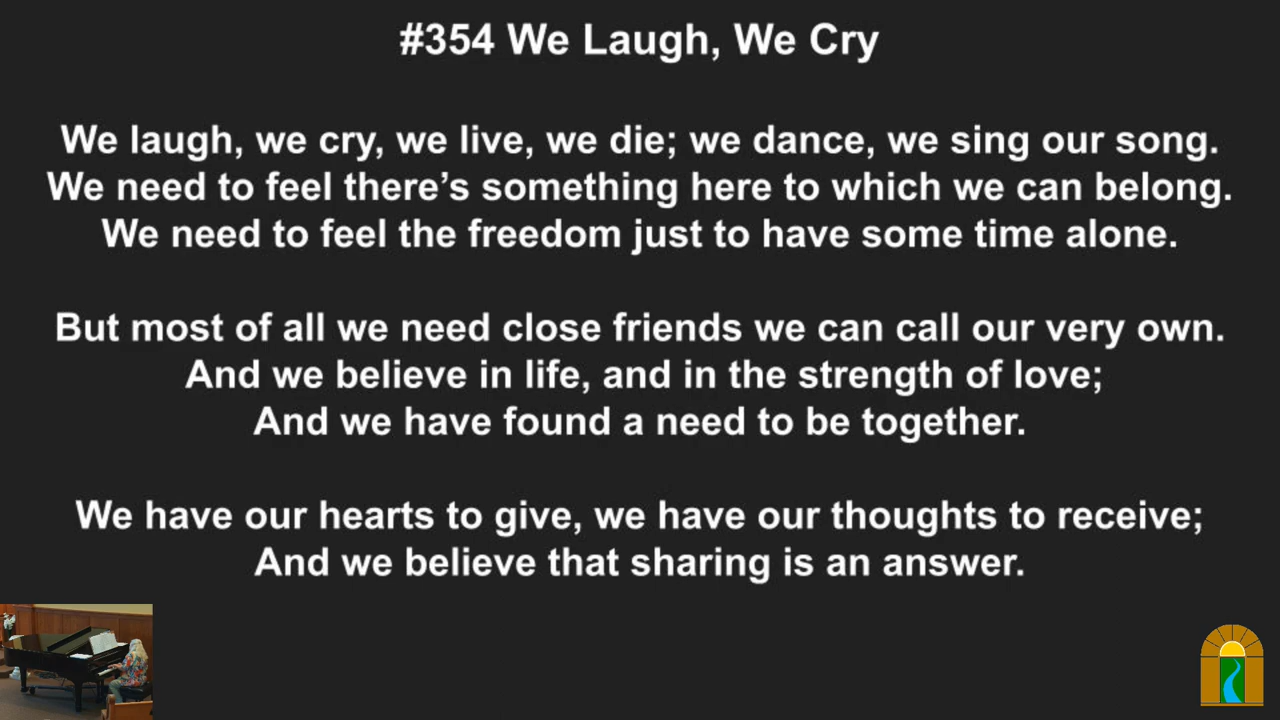 #354 We Laugh, We Cry
We laugh, we cry, we live, we die; we dance, we sing our song.
We need to feel there’s something here to which we can belong.
We need to feel the freedom just to have some time alone.
But most of all we need close friends we can call our very own.
And we believe in life, and in the strength of love;
And we have found a need to be together.
We have our hearts to give, we have our thoughts to receive;
And we believe that sharing is an answer.